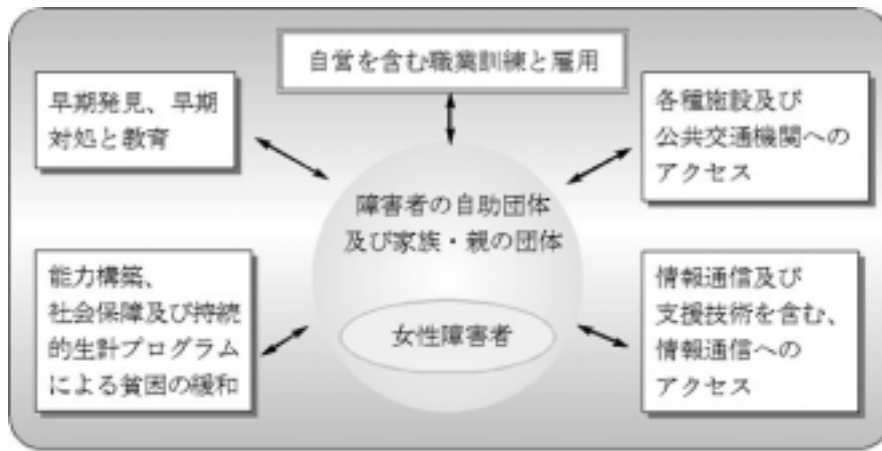 自営を含む職業訓練と雇用
早期発見、早期
対処と教育
各種施設及び
公共交通機関への
アクセス
障害者の自助団体
及び家族・親の団体
女性障害者
能力構築、
社会保障及び持続
的生計プログラム
による貧困の緩和
情報通信及び
支援技術を含む、
情報通信への
アクセス